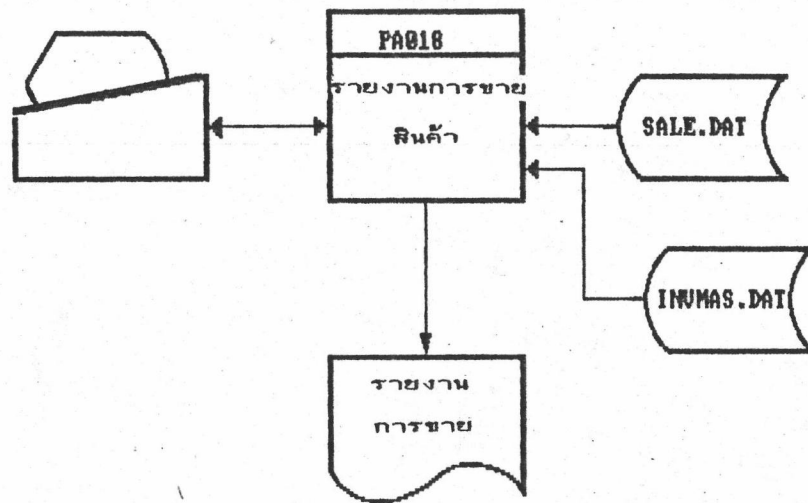 PA018
รายงานการขาย
สินค้า
SALE.DAT
INVMAS.DAT
รายงาน
การขาย